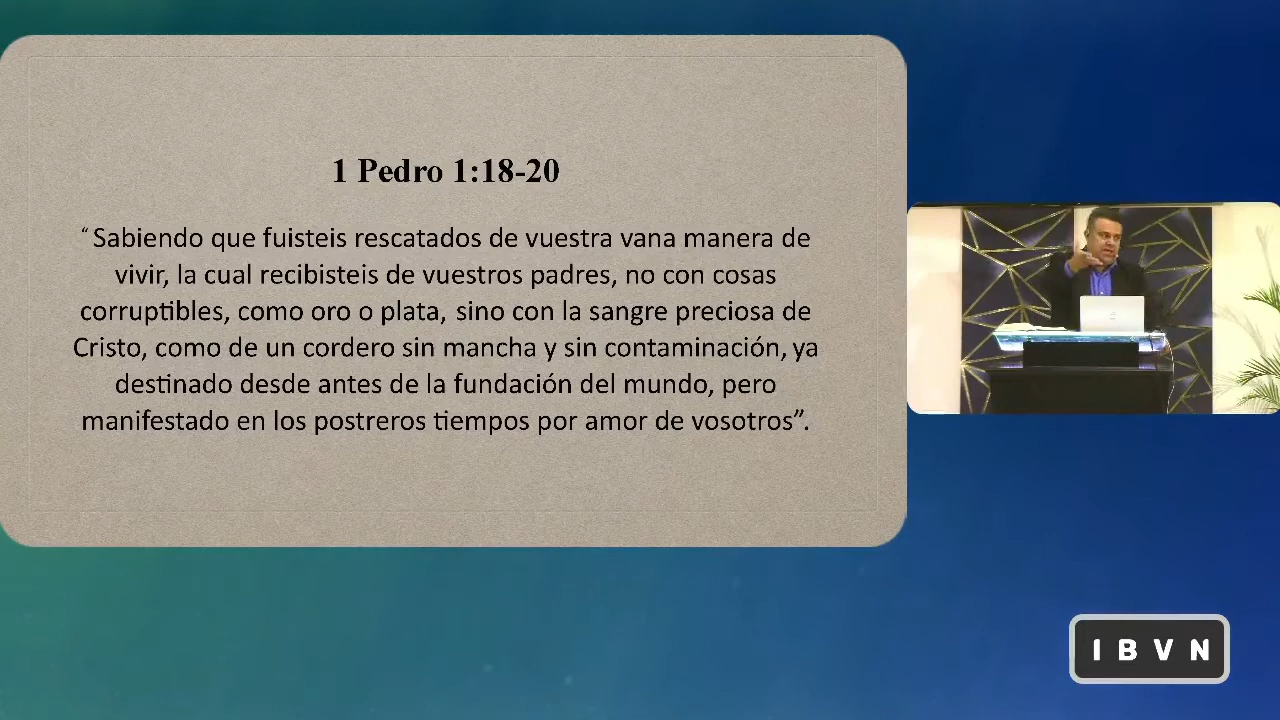 1 Pedro 1:18-20
“ Sabiendo que fuisteis rescatados de vuestra vana manera de
vivir, la cual recibisteis de vuestros padres, no con cosas
corruptibles, como oro o plata, sino con la sangre preciosa de
Cristo, como de un cordero sin mancha y sin contaminación, ya
destinado desde antes de la fundación del mundo, pero
manifestado en los postreros tiempos por amor de vosotros”.
I B V N